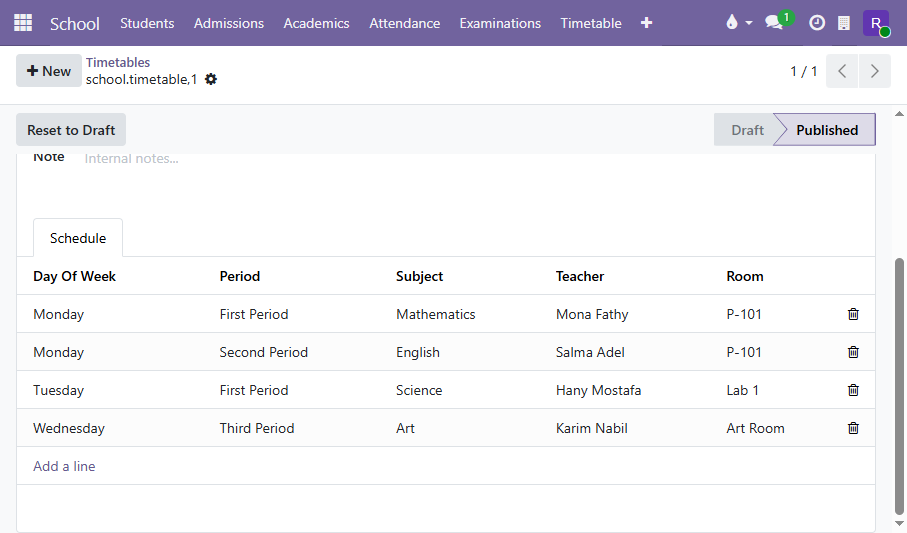 School Students Admissions Academics Attendance Examinations Timetable 1 R
New Timetables 1 / 1
school.timetable,1
Reset to Draft Draft Published
Note Internal notes...
Schedule
Day Of Week Period Subject Teacher Room
Monday First Period Mathematics Mona Fathy P-101
Monday Second Period English Salma Adel P-101
Tuesday First Period Science Hany Mostafa Lab 1
Wednesday Third Period Art Karim Nabil Art Room
Add a line